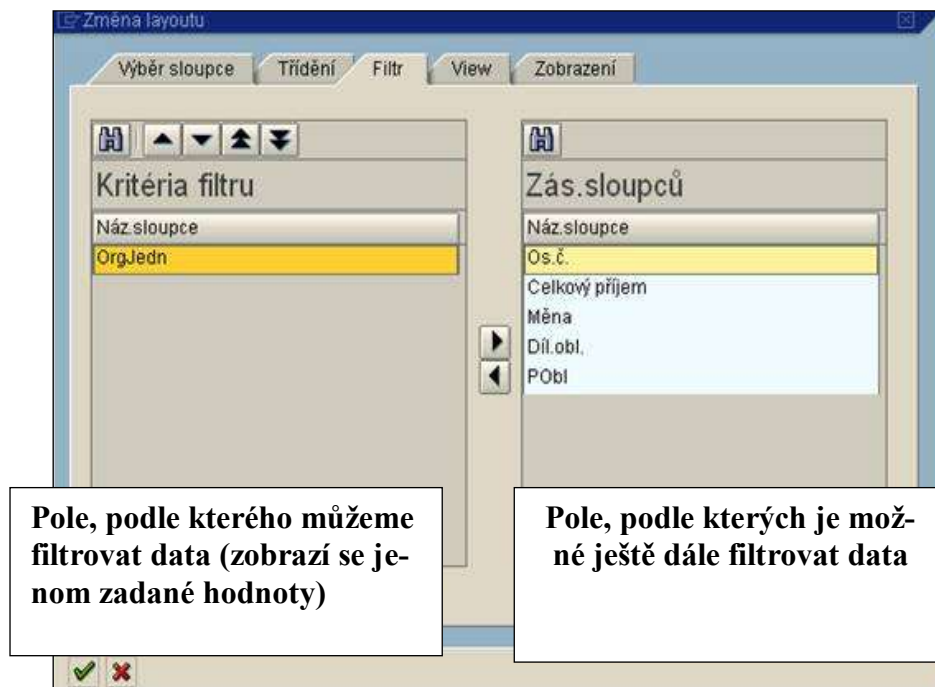 Změna layoutu
Výběr sloupce Třídění Filtr View Zobrazení
Kritéria filtru
Náz.sloupce
OrgJedn
Zás.sloupců
Náz.sloupce
Os.č.
Celkový příjem
Měna
Díl.obl.
PObl
Pole, podle kterého můžeme
filtrovat data (zobrazí se je-
nom zadané hodnoty)
Pole, podle kterých je mož-
né ještě dále filtrovat data